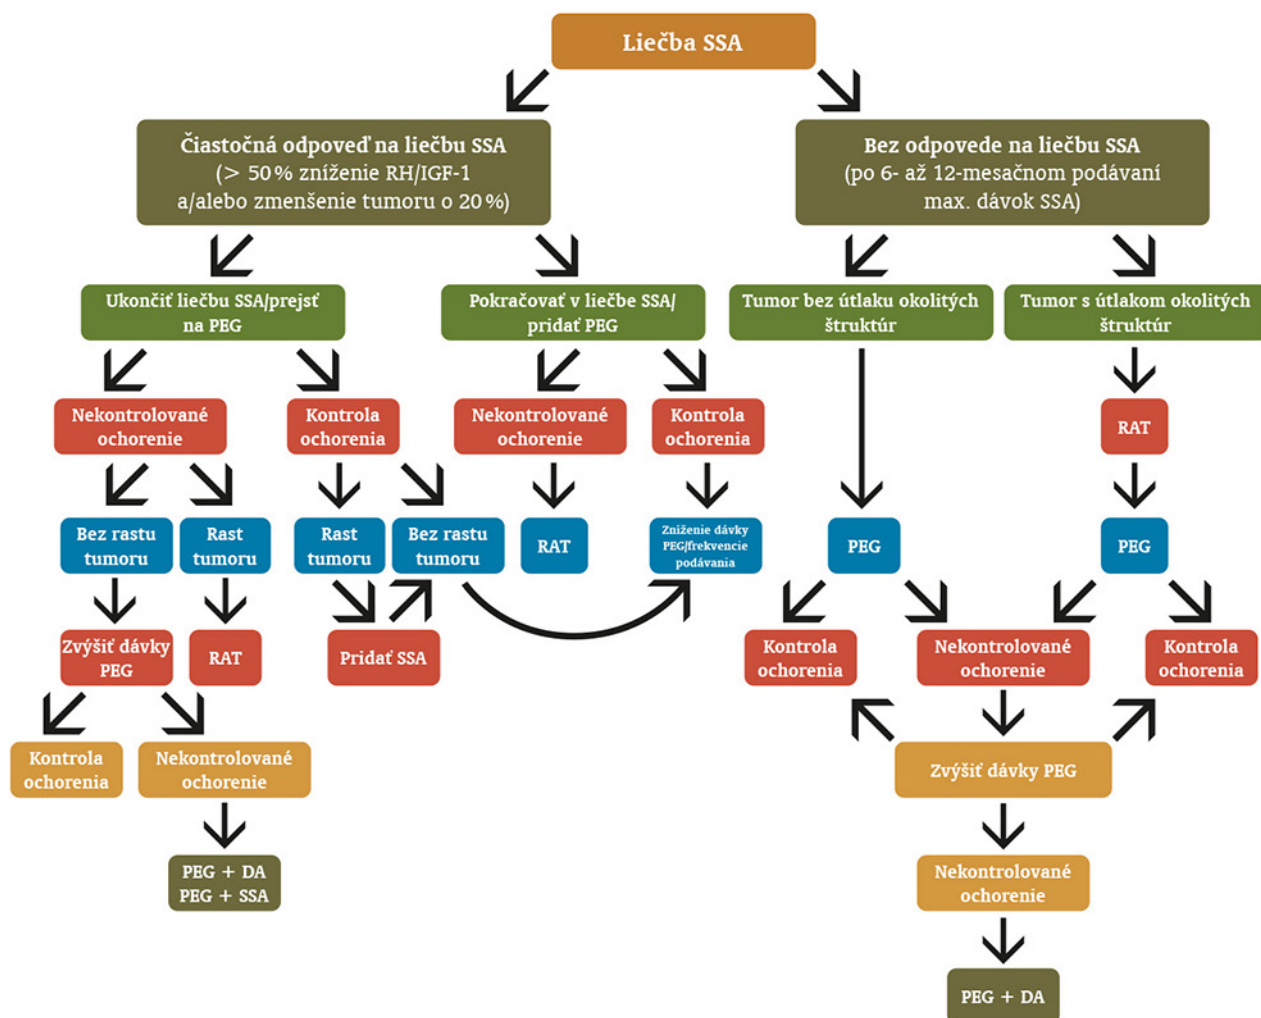 Liečba SSA
Čiastočná odpoveď na liečbu SSA
(> 50 % zníženie RH/IGF-1
a/alebo zmenšenie tumoru o 20 %)
Bez odpovede na liečbu SSA
(po 6- až 12-mesačnom podávaní
max. dávok SSA)
Ukončiť liečbu SSA/prejsť
na PEG
Pokračovať v liečbe SSA/
pridať PEG
Tumor bez útlaku okolitých
štruktúr
Tumor s útlakom okolitých
štruktúr
Nekontrolované
ochorenie
Kontrola
ochorenia
Nekontrolované
ochorenie
Kontrola
ochorenia
RAT
Bez rastu
tumoru
Rast
tumoru
Rast
tumoru
Bez rastu
tumoru
RAT
Zníženie dávky
PEG/frekvencie
podávania
PEG
PEG
Zvýšiť dávky
PEG
RAT
Pridať SSA
Kontrola
ochorenia
Nekontrolované
ochorenie
Kontrola
ochorenia
Kontrola
ochorenia
Nekontrolované
ochorenie
Zvýšiť dávky PEG
PEG + DA
PEG + SSA
Nekontrolované
ochorenie
PEG + DA